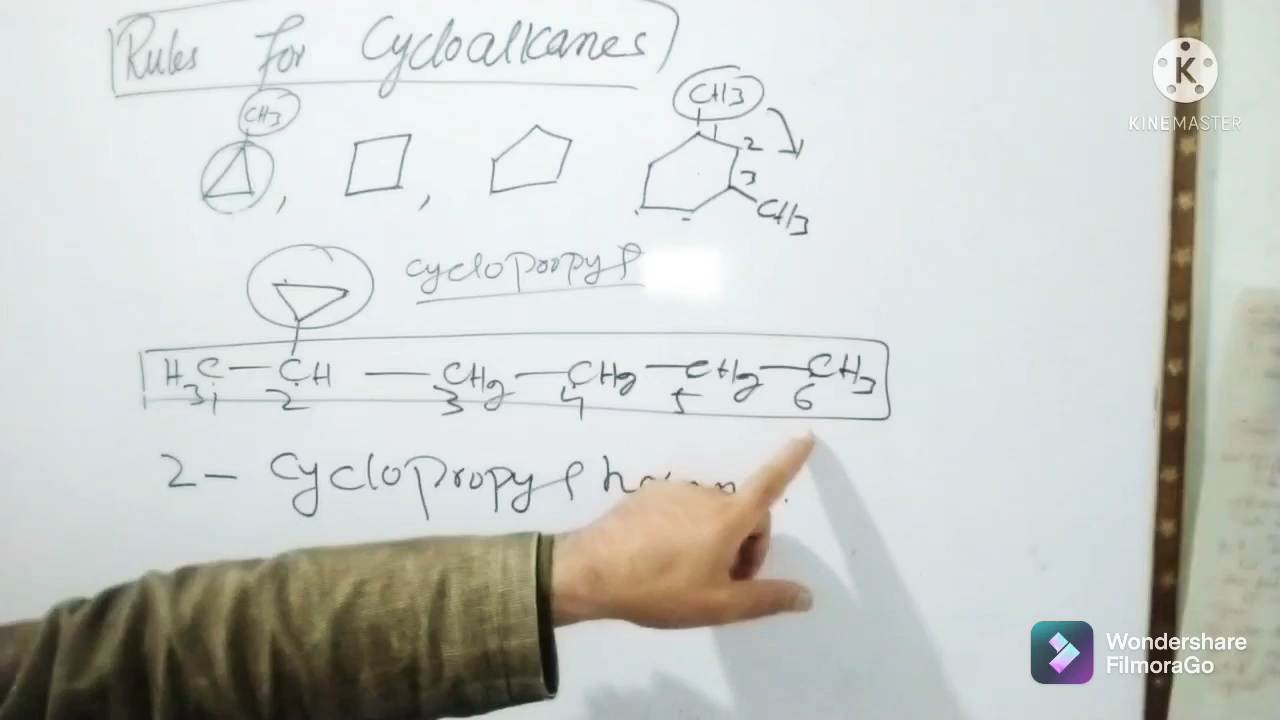 Rules for Cycloalkanes
CH3
CH3
1 2
3
CH3
cyclopropyl
H3C — CH — CH2 — CH2 — CH2 — CH3
1 2 3 4 5 6
2- Cyclopropyl
K
KINEMASTER
Wondershare
FilmoraGo